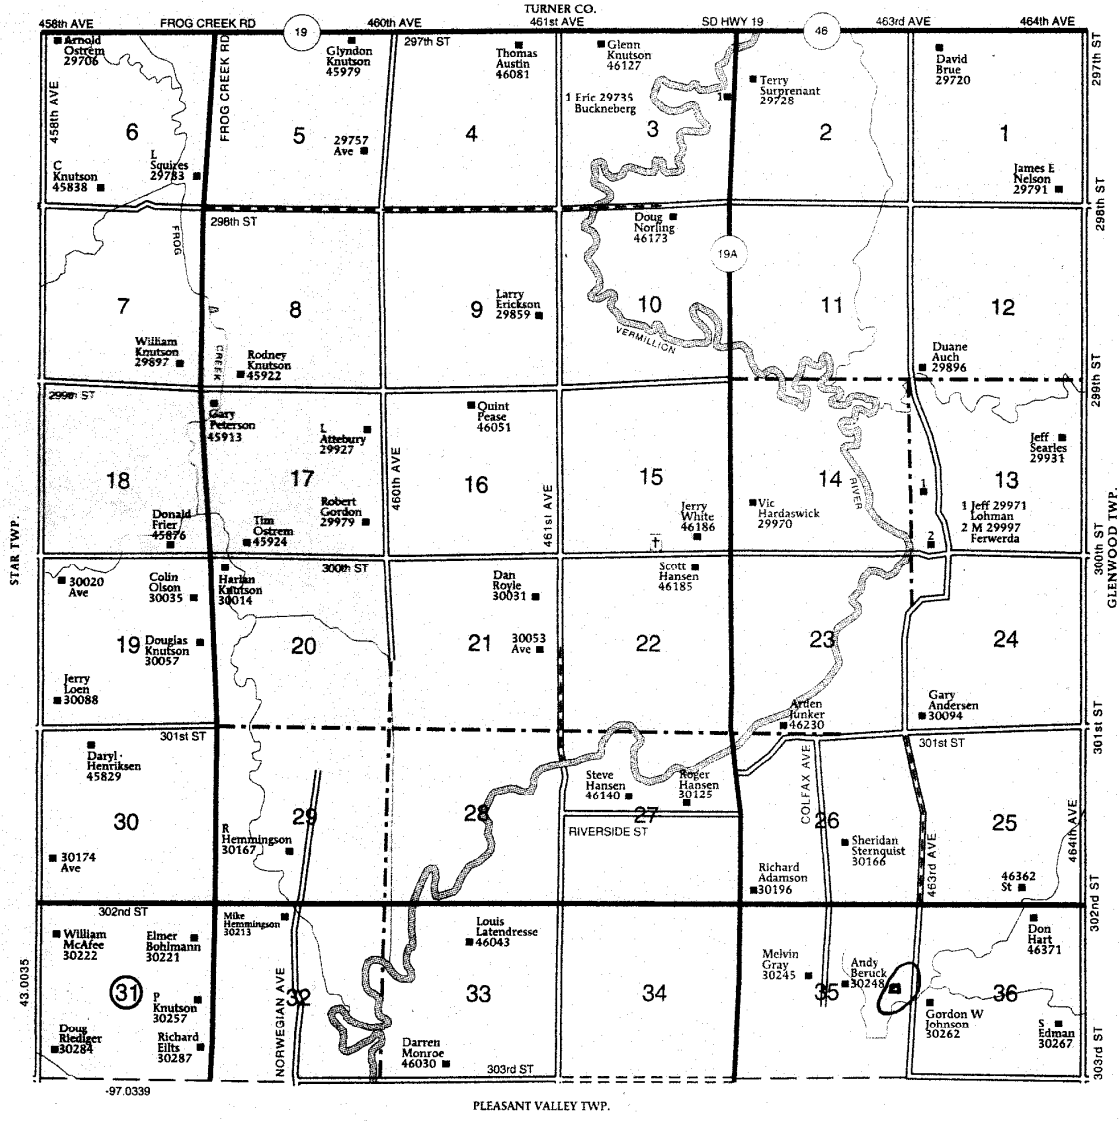 TURNER CO.
458th AVE
FROG CREEK RD
19
460th AVE
461st AVE
SD HWY 19
46
463rd AVE
464th AVE
Arnold
Ostrem
29706
FROG CREEK RD
Glyndon
Knutson
45979
297th ST
Thomas
Austin
46081
Glenn
Knutson
46127
David
Brue
29720
297th ST
458th AVE
1 Eric 29735
Buckneberg
1
Terry
Surprenant
29728
6
5
29757
Ave
4
3
2
1
C
Knutson
45838
L
Squires
29783
James E
Nelson
29791
298th ST
298th ST
FROG
Doug
Norling
46173
19A
7
8
9
Larry
Erickson
29859
10
VERMILLION
11
12
William
Knutson
29897
CREEK
Rodney
Knutson
45922
Duane
Auch
29896
299th ST
299th ST
Gary
Peterson
45913
L
Attebury
29927
Quint
Pease
46051
Jeff
Searles
29931
18
17
460th AVE
16
461st AVE
15
14
RIVER
13
1
Donald
Frier
45876
Tim
Ostrem
45924
Robert
Gordon
29979
Jerry
White
46186
Vic
Hardaswick
29970
1 Jeff 29971
Lohman
2 M 29997
Ferwerda
2
STAR TWP.
GLENWOOD TWP.
300th ST
300th ST
30020
Ave
Colin
Olson
30035
Harlan
Knutson
30014
Dan
Royle
30031
Scott
Hansen
46185
19
Douglas
Knutson
30057
20
21
30053
Ave
22
23
24
Jerry
Loen
30088
Arden
Junker
46230
Gary
Andersen
30094
301st ST
301st ST
301st ST
Daryl
Henriksen
45829
Steve
Hansen
46140
Roger
Hansen
30125
COLFAX AVE
30
29
28
27
26
25
464th AVE
R
Hemmingson
30167
RIVERSIDE ST
Sheridan
Sternquist
30166
463rd AVE
30174
Ave
Richard
Adamson
30196
46362
St
302nd ST
302nd ST
William
McAfee
30222
Elmer
Bohlmann
30221
Mike
Hemmingson
30213
Louis
Latendresse
46043
Don
Hart
46371
Melvin
Gray
30245
Andy
Beruck
30248
43.0035
31
P
Knutson
30257
NORWEGIAN AVE
32
33
34
35
36
Gordon W
Johnson
30262
S
Edman
30267
Doug
Riediger
30284
Richard
Eilts
30287
Darren
Monroe
46030
303rd ST
303rd ST
-97.0339
PLEASANT VALLEY TWP.